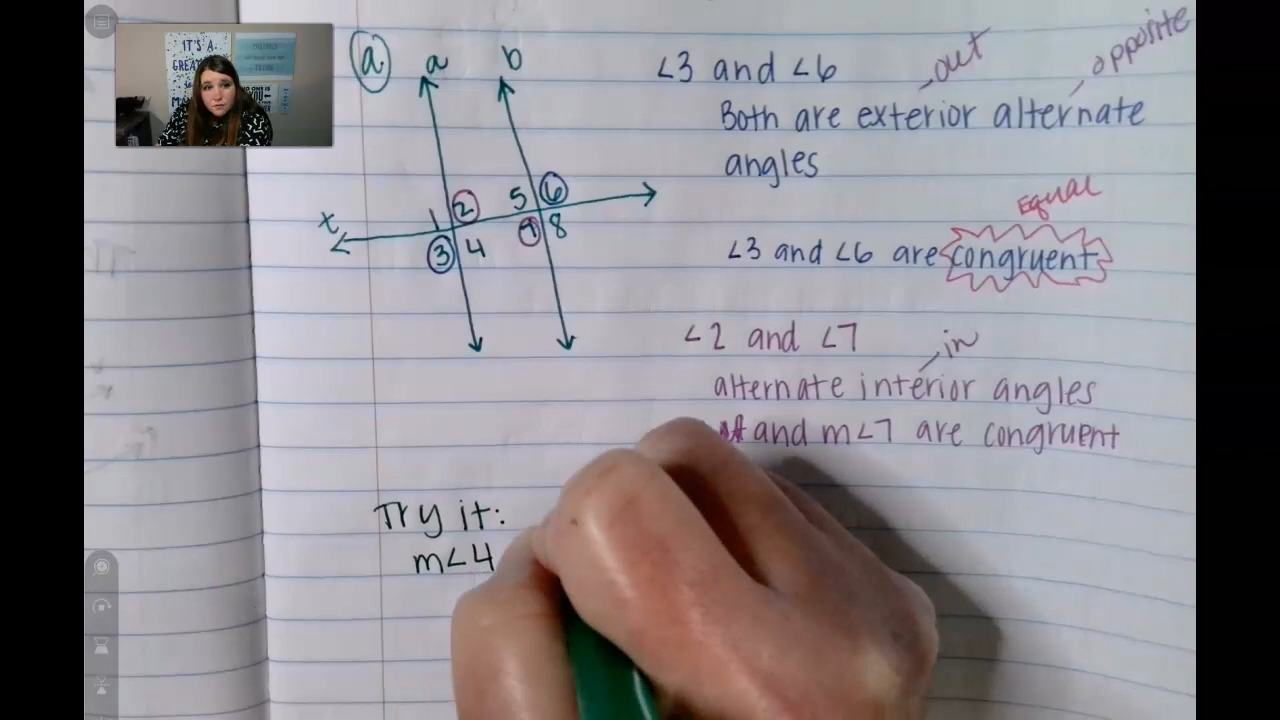 IT'S A
GREA
a
a b
t
1 2 5 6
3 4 7 8
∠3 and ∠6
out
opposite
Both are exterior alternate
angles
Equal
∠3 and ∠6 are congruent
∠2 and ∠7
in
alternate interior angles
and m∠7 are congruent
Try it:
m∠4